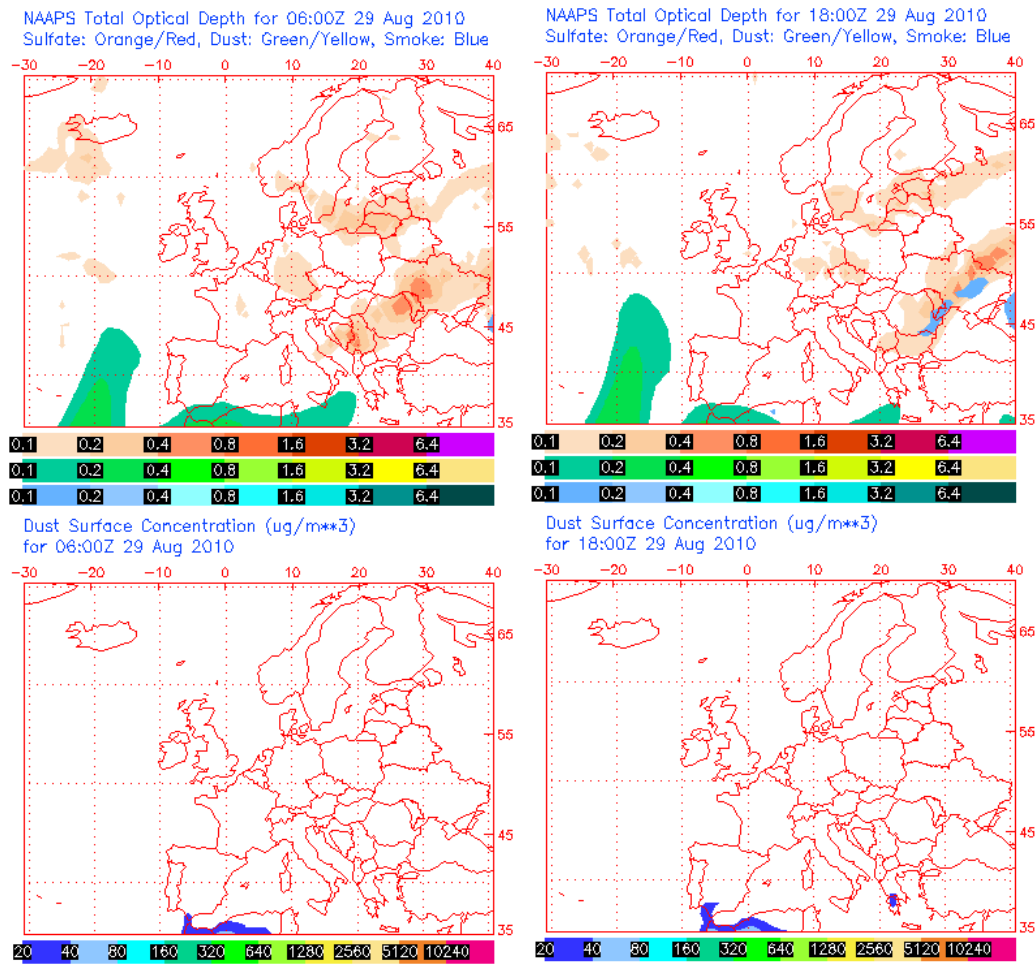 NAAPS Total Optical Depth for 06:00Z 29 Aug 2010
Sulfate: Orange/Red, Dust: Green/Yellow, Smoke: Blue
-30 -20 -10 0 10 20 30 40
65
55
45
35
0.1 0.2 0.4 0.8 1.6 3.2 6.4
0.1 0.2 0.4 0.8 1.6 3.2 6.4
0.1 0.2 0.4 0.8 1.6 3.2 6.4
NAAPS Total Optical Depth for 18:00Z 29 Aug 2010
Sulfate: Orange/Red, Dust: Green/Yellow, Smoke: Blue
-30 -20 -10 0 10 20 30 40
65
55
45
35
0.1 0.2 0.4 0.8 1.6 3.2 6.4
0.1 0.2 0.4 0.8 1.6 3.2 6.4
0.1 0.2 0.4 0.8 1.6 3.2 6.4
Dust Surface Concentration (ug/m**3)
for 06:00Z 29 Aug 2010
-30 -20 -10 0 10 20 30 40
65
55
45
35
20 40 80 160 320 640 1280 2560 5120 10240
Dust Surface Concentration (ug/m**3)
for 18:00Z 29 Aug 2010
-30 -20 -10 0 10 20 30 40
65
55
45
35
20 40 80 160 320 640 1280 2560 5120 10240